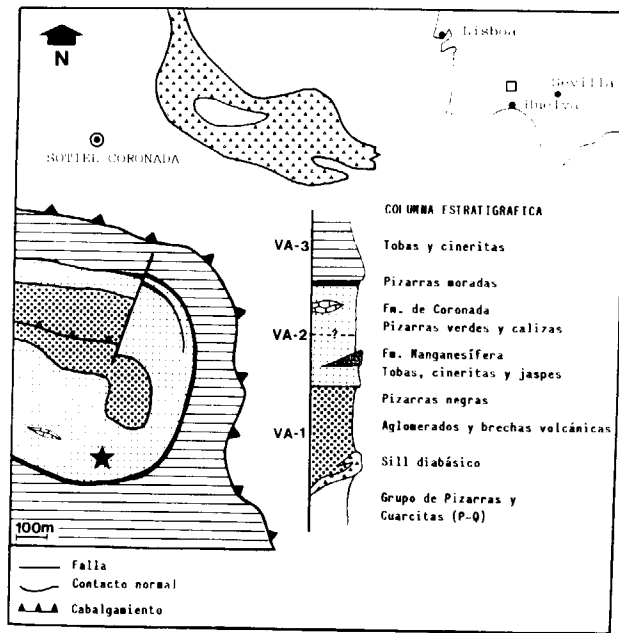 N
Lisboa
Sevilla
Huelva
SOTIEL CORONADA
COLUMNA ESTRATIGRAFICA
VA-3
Tobas y cineritas
Pizarras moradas
Fm. de Coronada
VA-2
?
Pizarras verdes y calizas
Fm. Manganesífera
Tobas, cineritas y jaspes
Pizarras negras
VA-1
Aglomerados y brechas volcánicas
Sill diabásico
Grupo de Pizarras y
Cuarcitas (P-Q)
100m
Falla
Contacto normal
Cabalgamiento